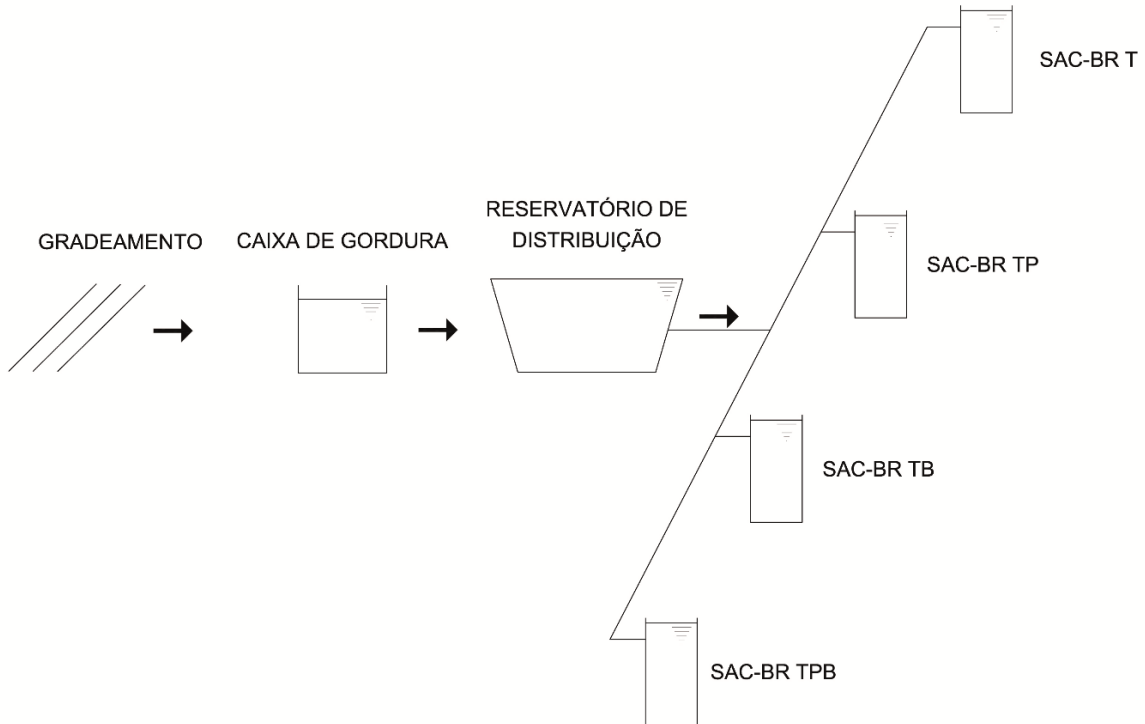 GRADEAMENTO
CAIXA DE GORDURA
RESERVATÓRIO DE
DISTRIBUIÇÃO
SAC-BR T
SAC-BR TP
SAC-BR TB
SAC-BR TPB